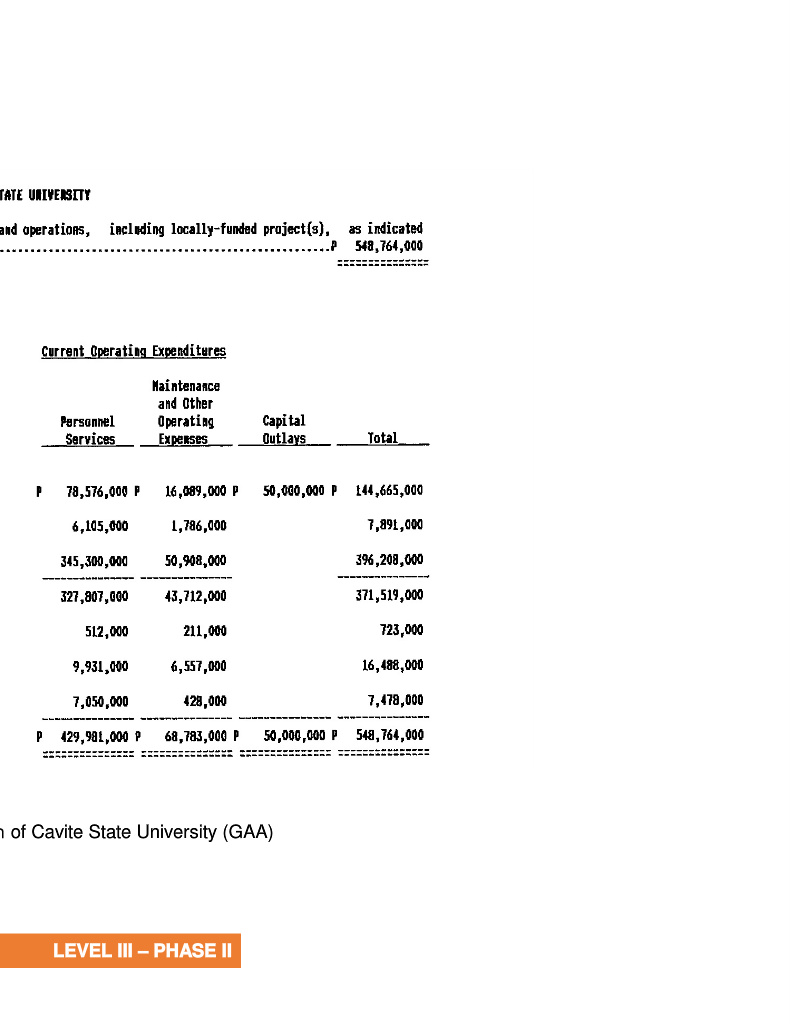 TATE UNIVERSITY
and operations, including locally-funded project(s), as indicated
......................................................P 548,764,000
===============
Current Operating Expenditures
Maintenance
and Other
Personnel Operating Capital
Services Expenses Outlays Total
P 78,576,000 P 16,089,000 P 50,000,000 P 144,665,000
6,105,000 1,786,000 7,891,000
345,300,000 50,908,000 396,208,000
327,807,000 43,712,000 371,519,000
512,000 211,000 723,000
9,931,000 6,557,000 16,488,000
7,050,000 428,000 7,478,000
P 429,981,000 P 68,783,000 P 50,000,000 P 548,764,000
n of Cavite State University (GAA)
LEVEL III – PHASE II